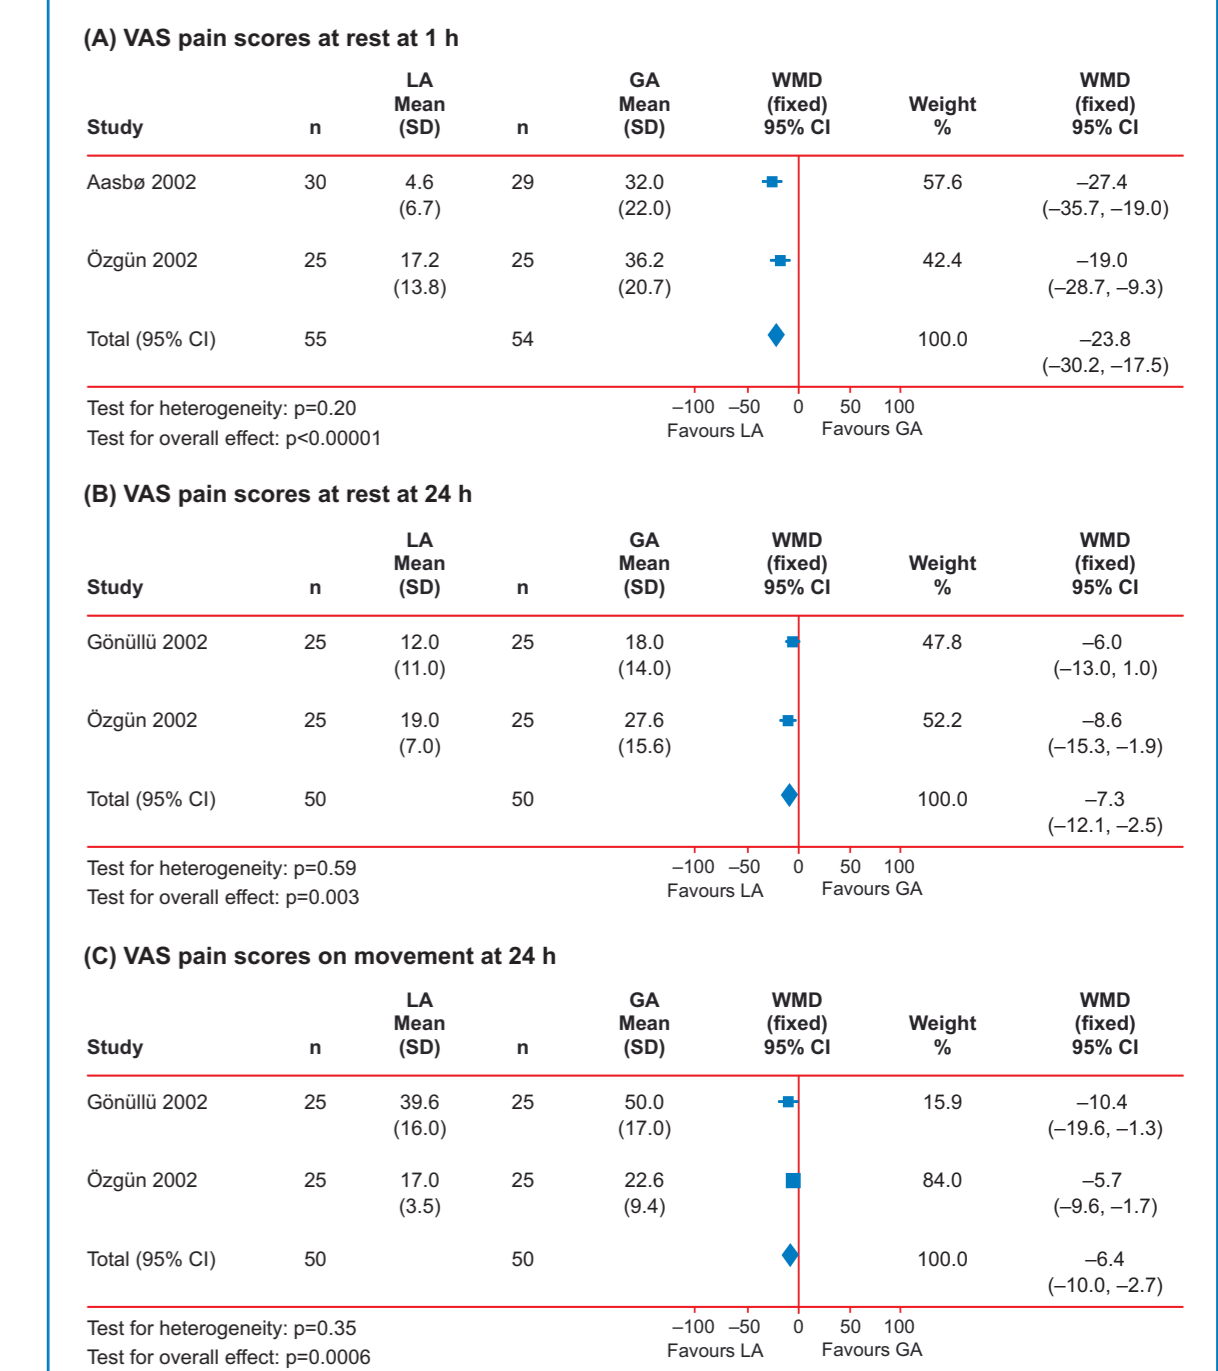 (A) VAS pain scores at rest at 1 h
LA GA WMD WMD
Mean Mean (fixed) Weight (fixed)
Study n (SD) n (SD) 95% CI % 95% CI
Aasbø 2002 30 4.6 29 32.0 57.6 –27.4
(6.7) (22.0) (–35.7, –19.0)
Özgün 2002 25 17.2 25 36.2 42.4 –19.0
(13.8) (20.7) (–28.7, –9.3)
Total (95% CI) 55 54 100.0 –23.8
(–30.2, –17.5)
Test for heterogeneity: p=0.20 –100 –50 0 50 100
Favours LA Favours GA
Test for overall effect: p<0.00001
(B) VAS pain scores at rest at 24 h
LA GA WMD WMD
Mean Mean (fixed) Weight (fixed)
Study n (SD) n (SD) 95% CI % 95% CI
Gönüllü 2002 25 12.0 25 18.0 47.8 –6.0
(11.0) (14.0) (–13.0, 1.0)
Özgün 2002 25 19.0 25 27.6 52.2 –8.6
(7.0) (15.6) (–15.3, –1.9)
Total (95% CI) 50 50 100.0 –7.3
(–12.1, –2.5)
Test for heterogeneity: p=0.59 –100 –50 0 50 100
Favours LA Favours GA
Test for overall effect: p=0.003
(C) VAS pain scores on movement at 24 h
LA GA WMD WMD
Mean Mean (fixed) Weight (fixed)
Study n (SD) n (SD) 95% CI % 95% CI
Gönüllü 2002 25 39.6 25 50.0 15.9 –10.4
(16.0) (17.0) (–19.6, –1.3)
Özgün 2002 25 17.0 25 22.6 84.0 –5.7
(3.5) (9.4) (–9.6, –1.7)
Total (95% CI) 50 50 100.0 –6.4
(–10.0, –2.7)
Test for heterogeneity: p=0.35 –100 –50 0 50 100
Favours LA Favours GA
Test for overall effect: p=0.0006